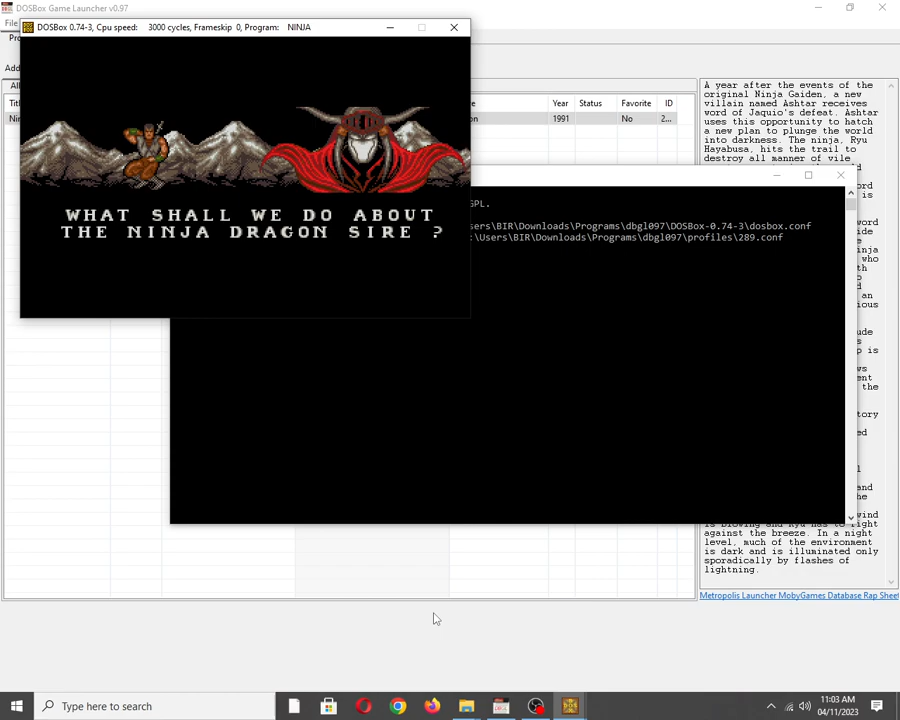 DOSBox Game Launcher v0.97
File
DOSBox 0.74-3, Cpu speed: 3000 cycles, Frameskip 0, Program: NINJA
WHAT SHALL WE DO ABOUT
THE NINJA DRAGON SIRE ?
Year Status Favorite ID
1991 No 2...
GPL.
sers\BIR\Downloads\Programs\dbgl097\DOSBox-0.74-3\dosbox.conf
:\Users\BIR\Downloads\Programs\dbgl097\profiles\289.conf
A year after the events of the
original Ninja Gaiden, a new
villain named Ashtar receives
word of Jaquio's defeat. Ashtar
uses this opportunity to hatch
a new plan to plunge the world
into darkness. The ninja, Ryu
Hayabusa, hits the trail to
destroy all manner of vile
is blowing and Ryu has to fight
against the breeze. In a night
level, much of the environment
is dark and is illuminated only
sporadically by flashes of
lightning.
Metropolis Launcher MobyGames Database Rap Sheet
Type here to search
11:03 AM
04/11/2023